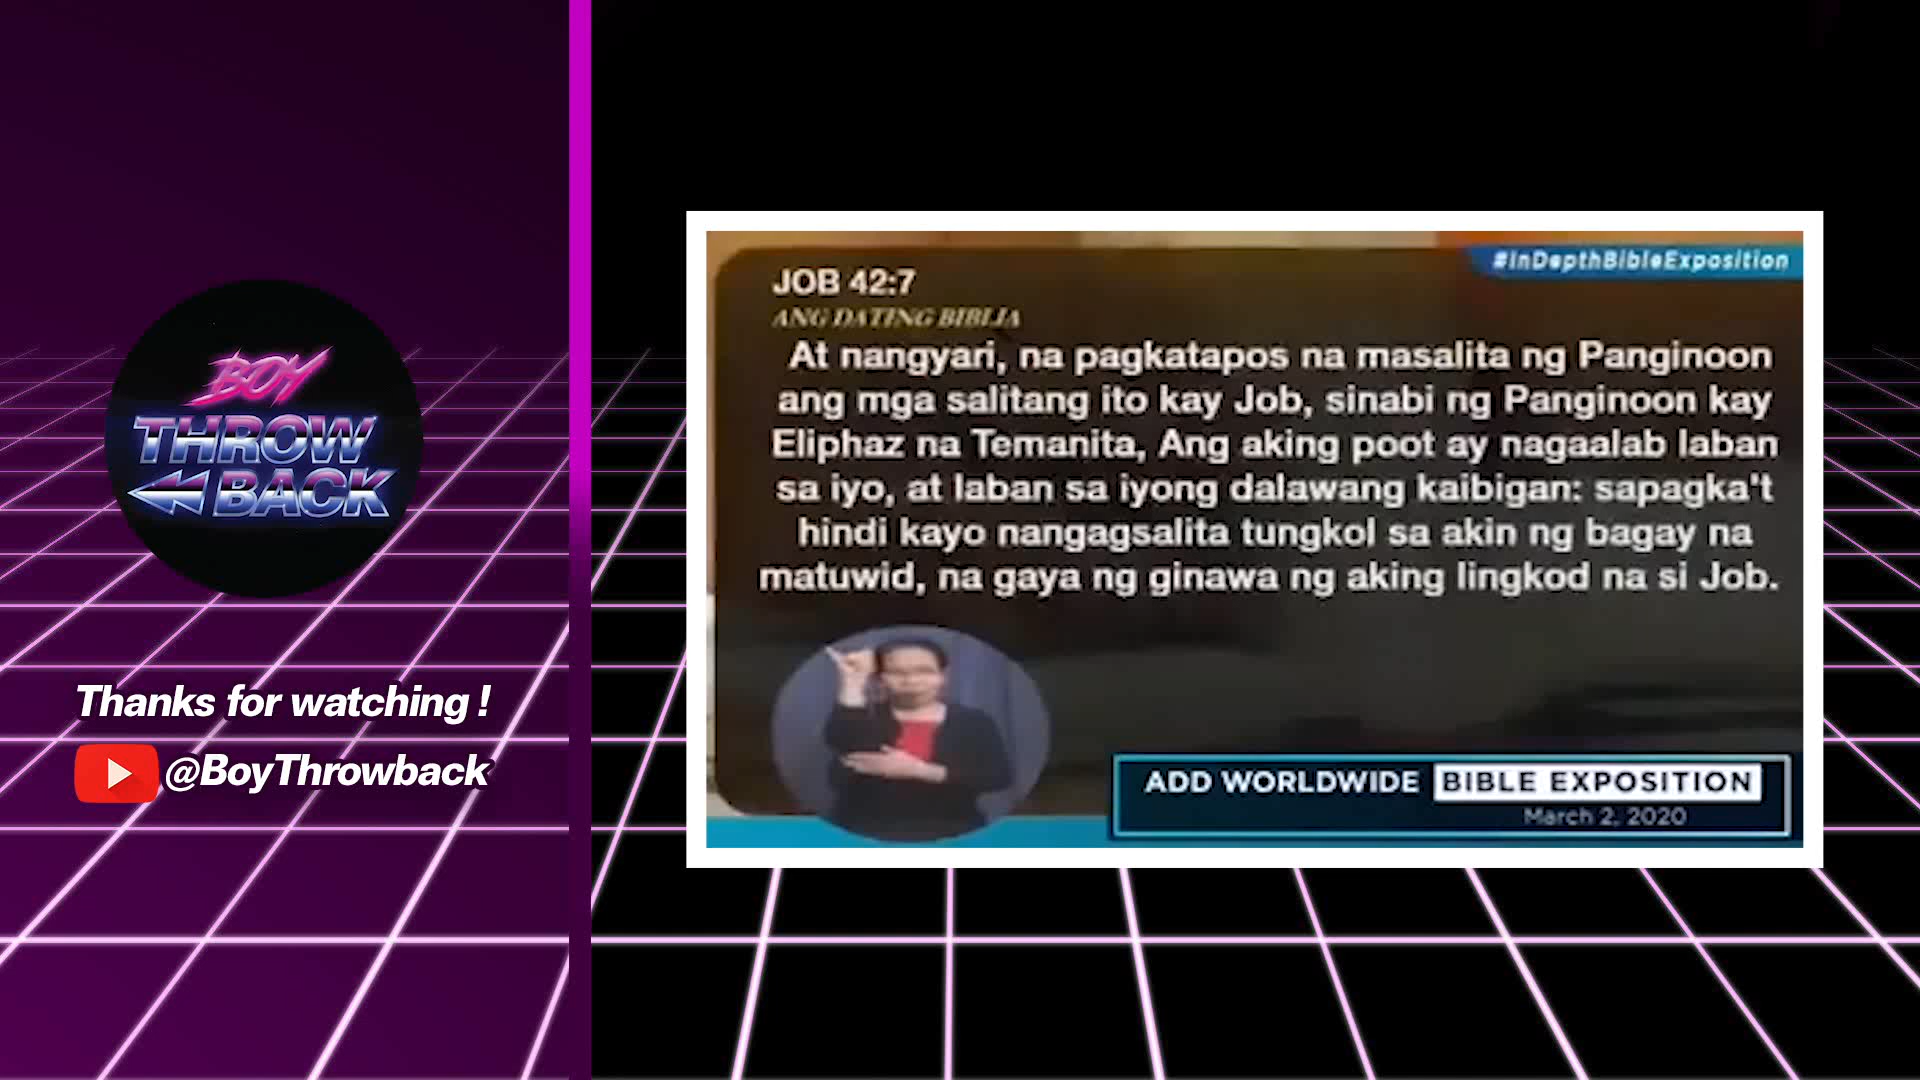 BOY
THROW
BACK
Thanks for watching !
@BoyThrowback
#InDepthBibleExposition
JOB 42:7
ANG DATING BIBLIA
At nangyari, na pagkatapos na masalita ng Panginoon
ang mga salitang ito kay Job, sinabi ng Panginoon kay
Eliphaz na Temanita, Ang aking poot ay nagaalab laban
sa iyo, at laban sa iyong dalawang kaibigan: sapagka't
hindi kayo nangagsalita tungkol sa akin ng bagay na
matuwid, na gaya ng ginawa ng aking lingkod na si Job.
ADD WORLDWIDE BIBLE EXPOSITION
March 2, 2020